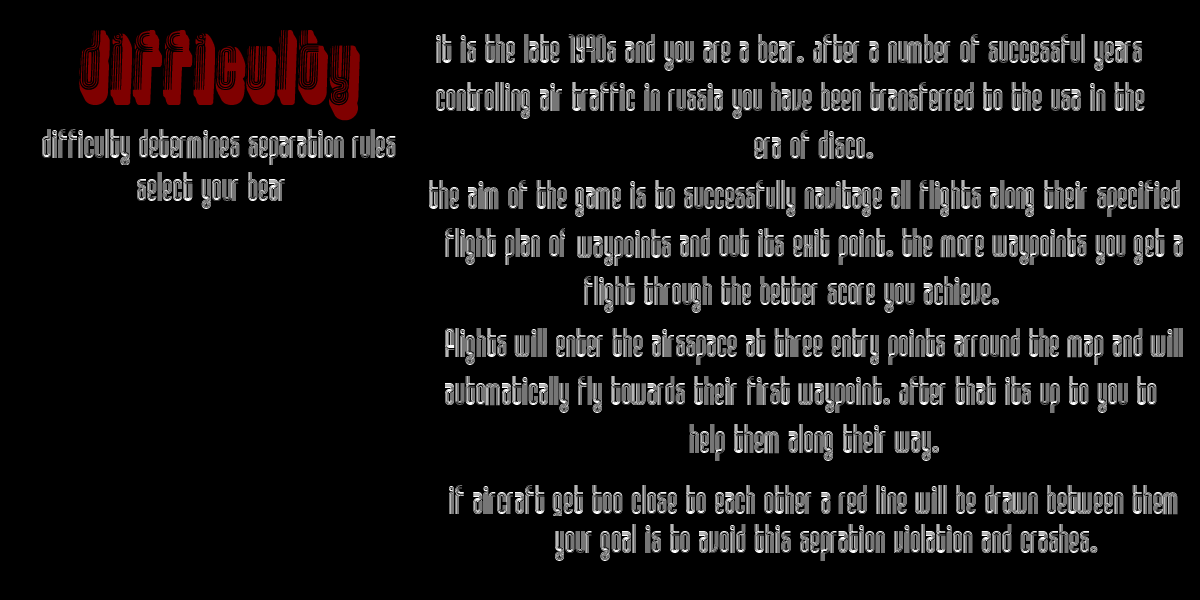 difficulty
difficulty determines separation rules
select your bear
it is the late 1940s and you are a bear. after a number of successful years
controlling air traffic in russia you have been transferred to the usa in the
era of disco.
the aim of the game is to successfully navitage all flights along their specified
flight plan of waypoints and out its exit point. the more waypoints you get a
flight through the better score you achieve.
flights will enter the airsspace at three entry points arround the map and will
automatically fly towards their first waypoint. after that its up to you to
help them along their way.
if aircraft get too close to each other a red line will be drawn between them
your goal is to avoid this sepration violation and crashes.